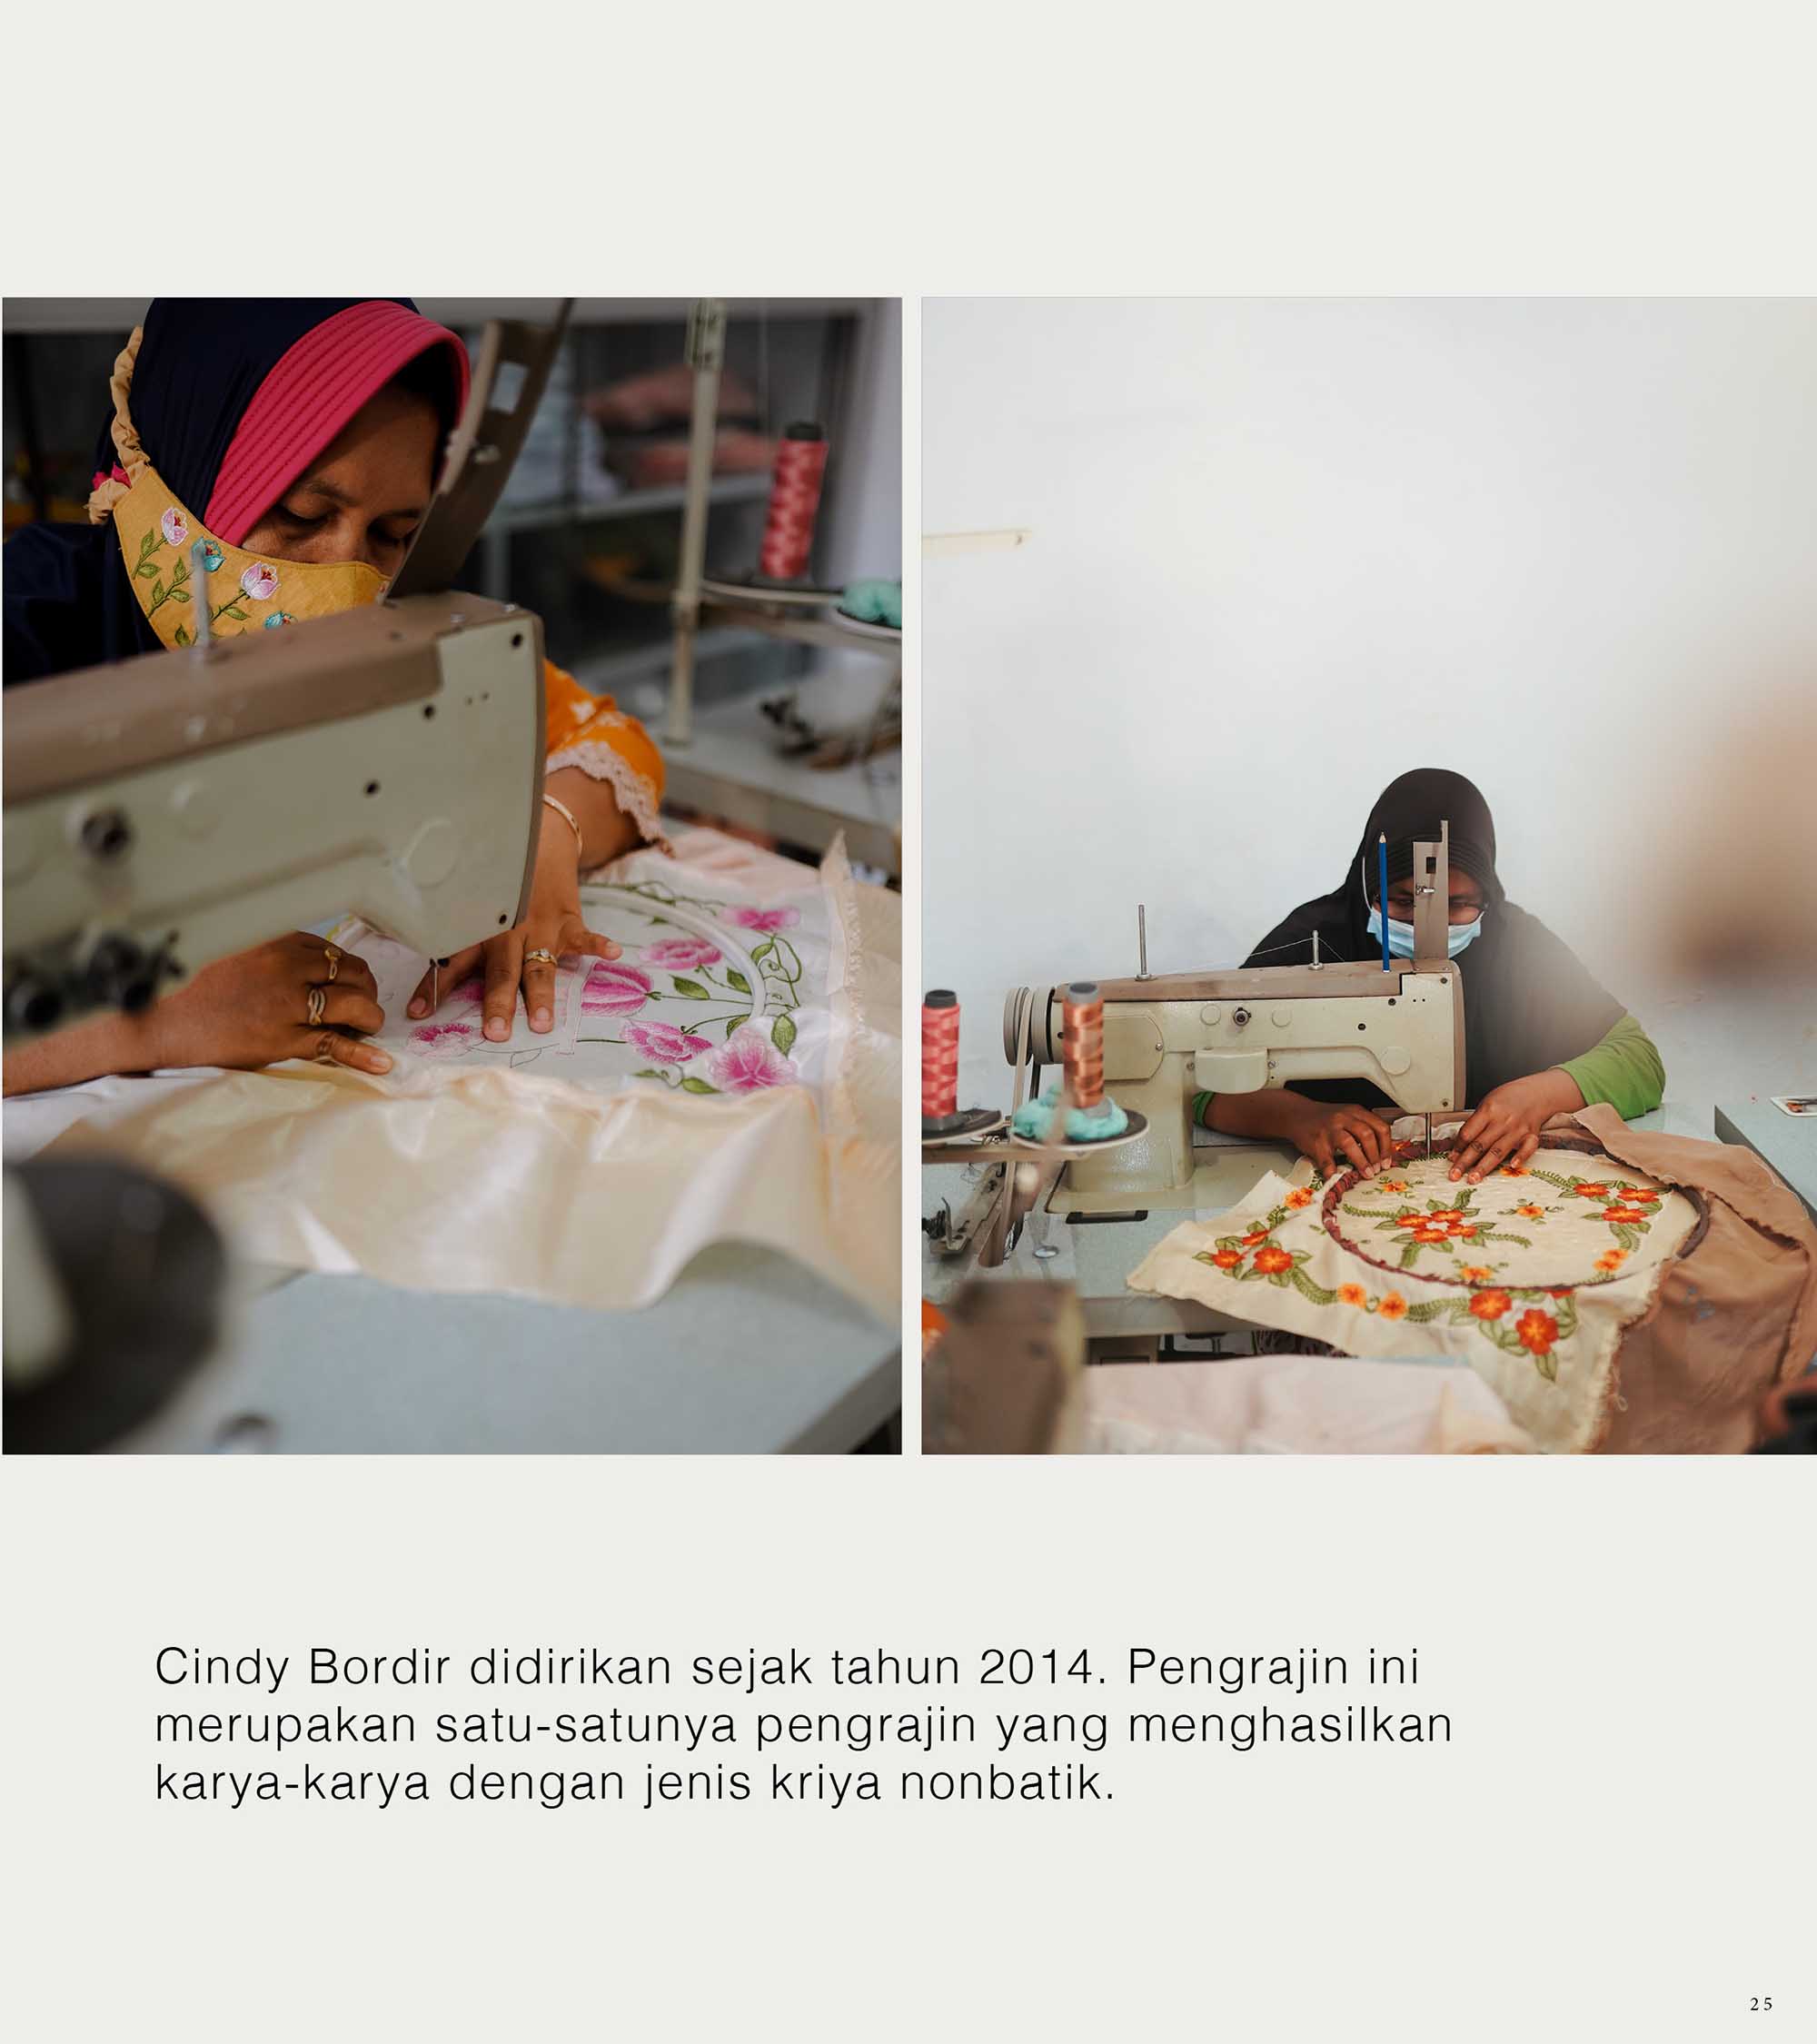 Cindy Bordir didirikan sejak tahun 2014. Pengrajin ini
merupakan satu-satunya pengrajin yang menghasilkan
karya-karya dengan jenis kriya nonbatik.
25